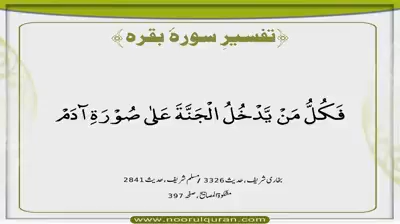 تفسیرِ سورۂ بقرہ
فَكُلُّ مَنْ يَّدْخُلُ الْجَنَّةَ عَلٰى صُوْرَةِ آدَمَ
بخاری شریف، حدیث 3326 / مسلم شریف، حدیث 2841
مشکوٰۃ المصابیح، صفحہ 397
www.noorulquran.com